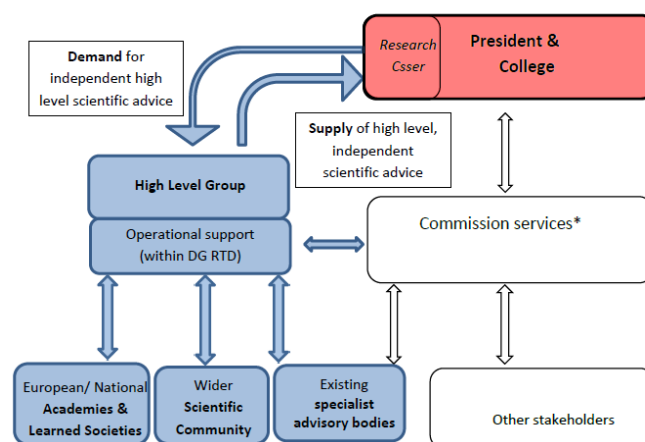 Demand for
independent high
level scientific advice
Research
Csser
President &
College
Supply of high level,
independent
scientific advice
High Level Group
Operational support
(within DG RTD)
Commission services*
European/ National
Academies &
Learned Societies
Wider
Scientific
Community
Existing
specialist
advisory bodies
Other stakeholders